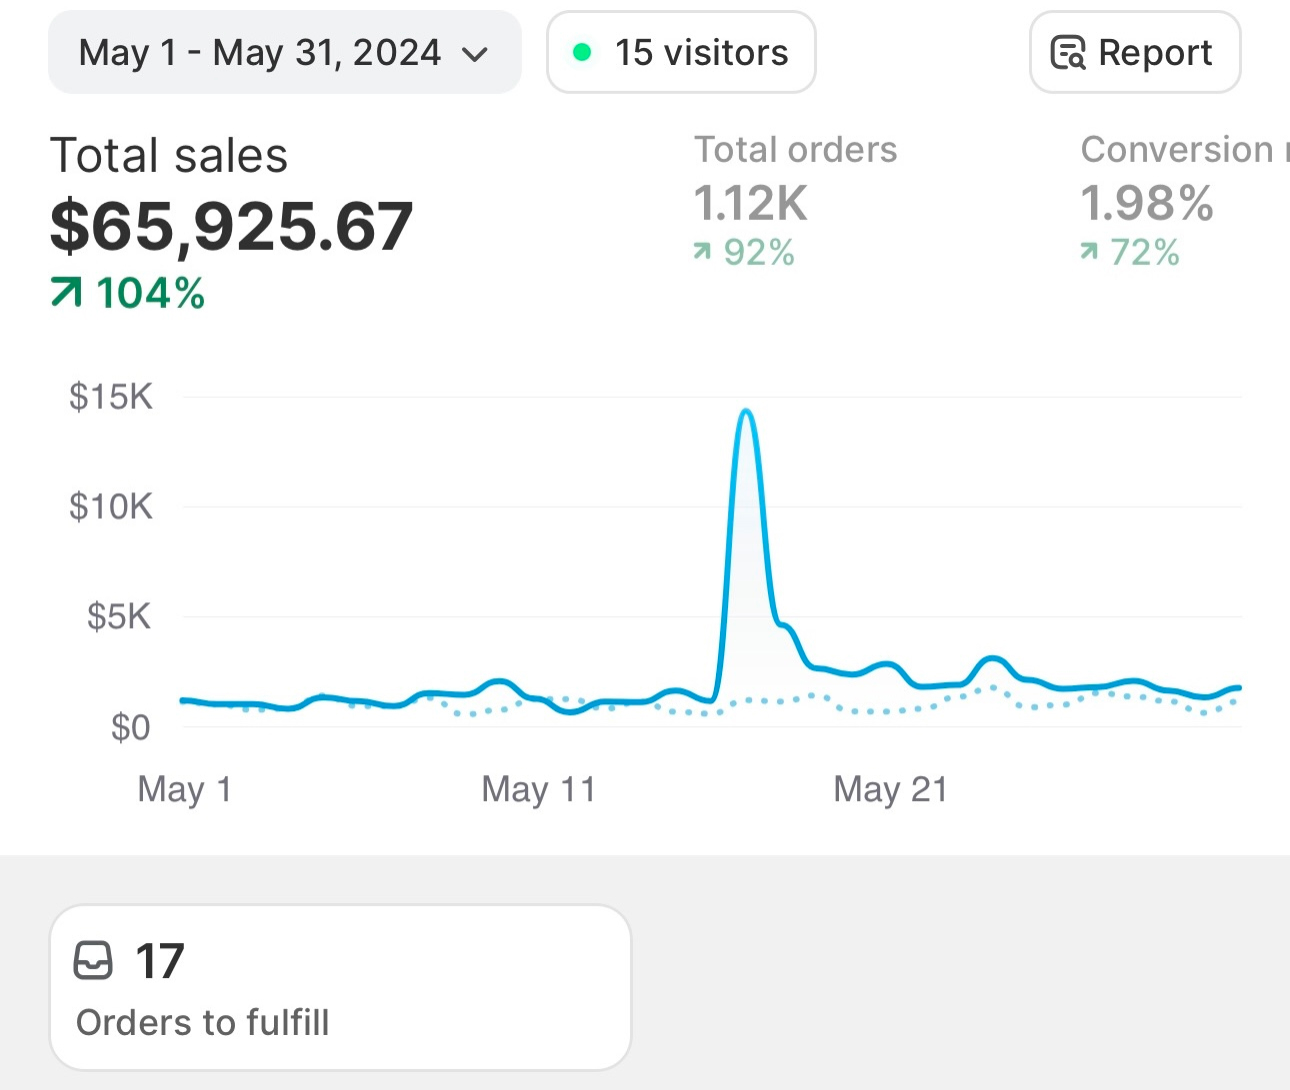 May 1 - May 31, 2024
15 visitors
Report
Total sales
$65,925.67
104%
Total orders
1.12K
92%
Conversion
1.98%
72%
$15K
$10K
$5K
$0
May 1
May 11
May 21
17
Orders to fulfill